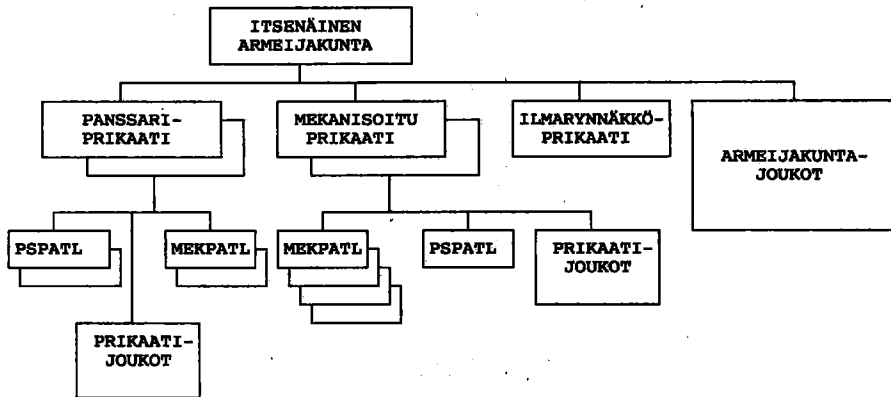 ITSENÄINEN
ARMEIJAKUNTA
PANSSARI-
PRIKAATI
MEKANISOITU
PRIKAATI
ILMARYNNÄKKÖ-
PRIKAATI
ARMEIJAKUNTA-
JOUKOT
PSPATL
MEKPATL
MEKPATL
PSPATL
PRIKAATI-
JOUKOT
PRIKAATI-
JOUKOT